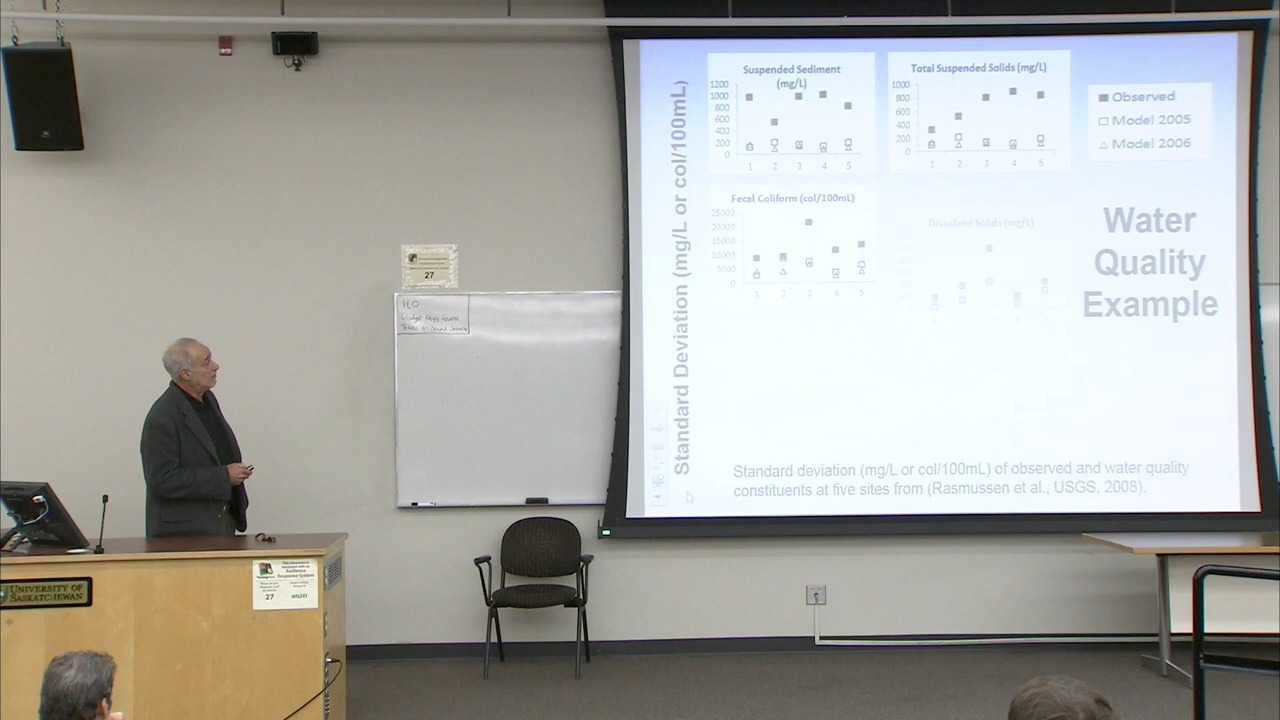 Suspended Sediment
(mg/L)
1200
1000
800
600
400
200
0
1 2 3 4 5
Total Suspended Solids (mg/L)
1000
800
600
400
200
0
1 2 3 4 5
Observed
Model 2005
Model 2006
Standard Deviation (mg/L or col/100mL)
Fecal Coliform (col/100mL)
25000
20000
15000
10000
5000
0
1 2 3 4 5
Dissolved Solids (mg/L)
Water
Quality
Example
Standard deviation (mg/L or col/100mL) of observed and water quality
constituents at five sites from (Rasmussen et al., USGS, 2008).
27
UNIVERSITY OF
SASKATCHEWAN
Audience
Response System
27